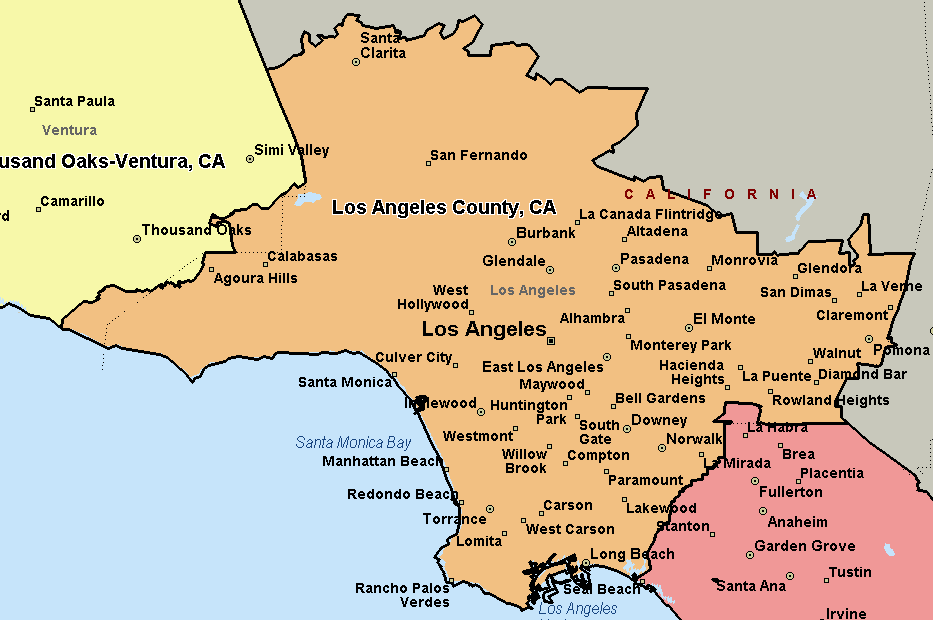 Santa
Clarita
Santa Paula
Ventura
Simi Valley
San Fernando
usand Oaks-Ventura, CA
CALIFORNIA
Camarillo
Los Angeles County, CA
rd
La Canada Flintridge
Thousand Oaks
Burbank
Altadena
Calabasas
Glendale
Pasadena
Monrovia
Glendora
Agoura Hills
West
Hollywood
Los Angeles
South Pasadena
San Dimas
La Verne
Claremont
Los Angeles
Alhambra
El Monte
Monterey Park
Pomona
Culver City
East Los Angeles
Hacienda
Heights
Walnut
Santa Monica
Maywood
La Puente
Diamond Bar
Inglewood
Huntington
Park
Bell Gardens
Rowland Heights
South
Gate
Downey
La Habra
Santa Monica Bay
Westmont
Norwalk
Manhattan Beach
Willow
Brook
Compton
La Mirada
Brea
Placentia
Paramount
Fullerton
Redondo Beach
Carson
Lakewood
Torrance
West Carson
Stanton
Anaheim
Lomita
Long Beach
Garden Grove
Rancho Palos
Verdes
Seal Beach
Santa Ana
Tustin
Los Angeles
Irvine